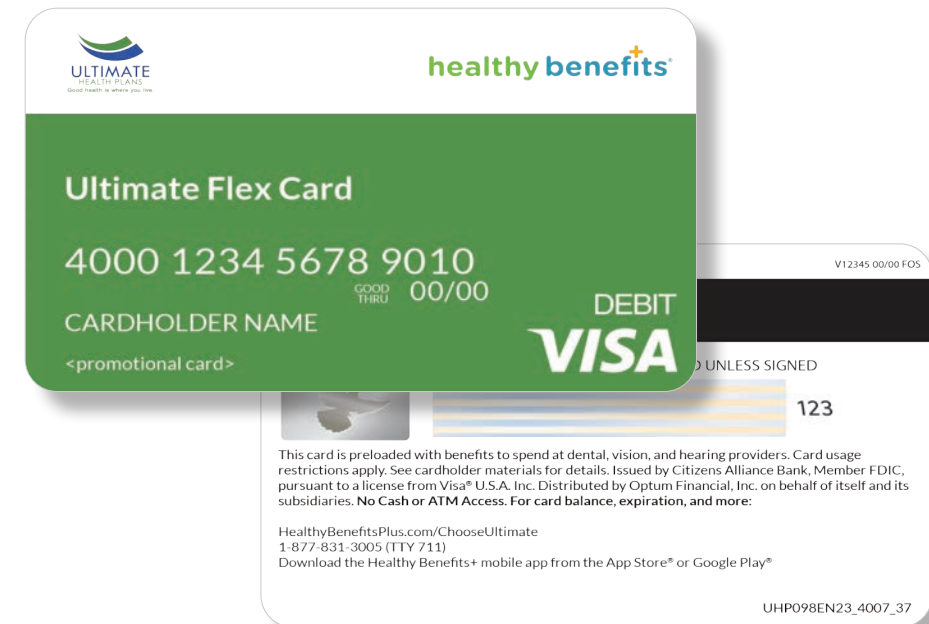 ULTIMATE
HEALTH PLANS
Good health is where you live.
healthy benefits
Ultimate Flex Card
4000 1234 5678 9010
GOOD THRU 00/00
CARDHOLDER NAME
<promotional card>
DEBIT
VISA
V12345 00/00 FOS
UNLESS SIGNED
123
This card is preloaded with benefits to spend at dental, vision, and hearing providers. Card usage
restrictions apply. See cardholder materials for details. Issued by Citizens Alliance Bank, Member FDIC,
pursuant to a license from Visa® U.S.A. Inc. Distributed by Optum Financial, Inc. on behalf of itself and its
subsidiaries. No Cash or ATM Access. For card balance, expiration, and more:
HealthyBenefitsPlus.com/ChooseUltimate
1-877-831-3005 (TTY 711)
Download the Healthy Benefits+ mobile app from the App Store® or Google Play®
UHP098EN23_4007_37